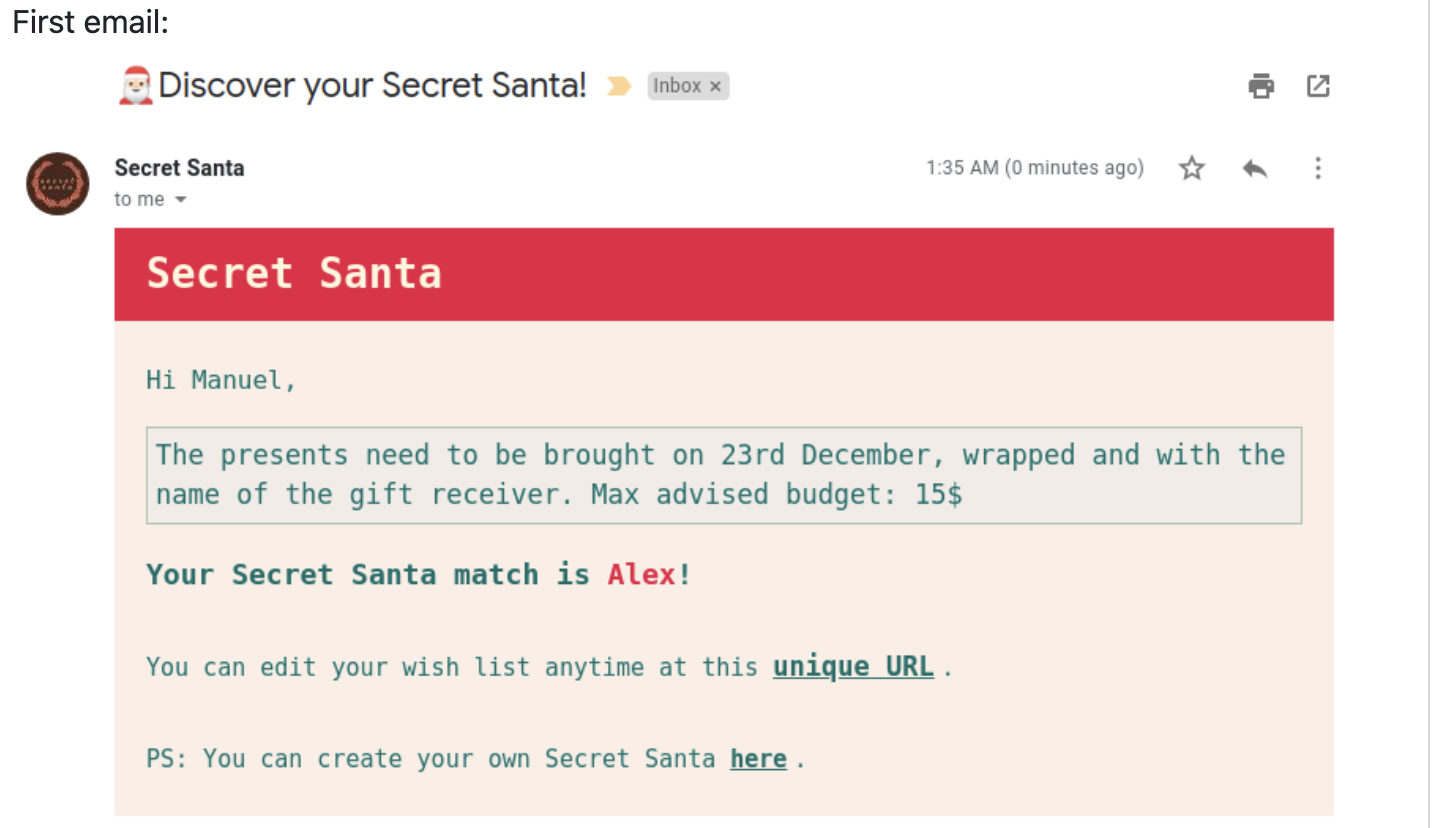 First email:
🎅Discover your Secret Santa! Inbox ×
Secret Santa 1:35 AM (0 minutes ago)
to me
secret
santa
Secret Santa
Hi Manuel,
The presents need to be brought on 23rd December, wrapped and with the
name of the gift receiver. Max advised budget: 15$
Your Secret Santa match is Alex!
You can edit your wish list anytime at this unique URL .
PS: You can create your own Secret Santa here .